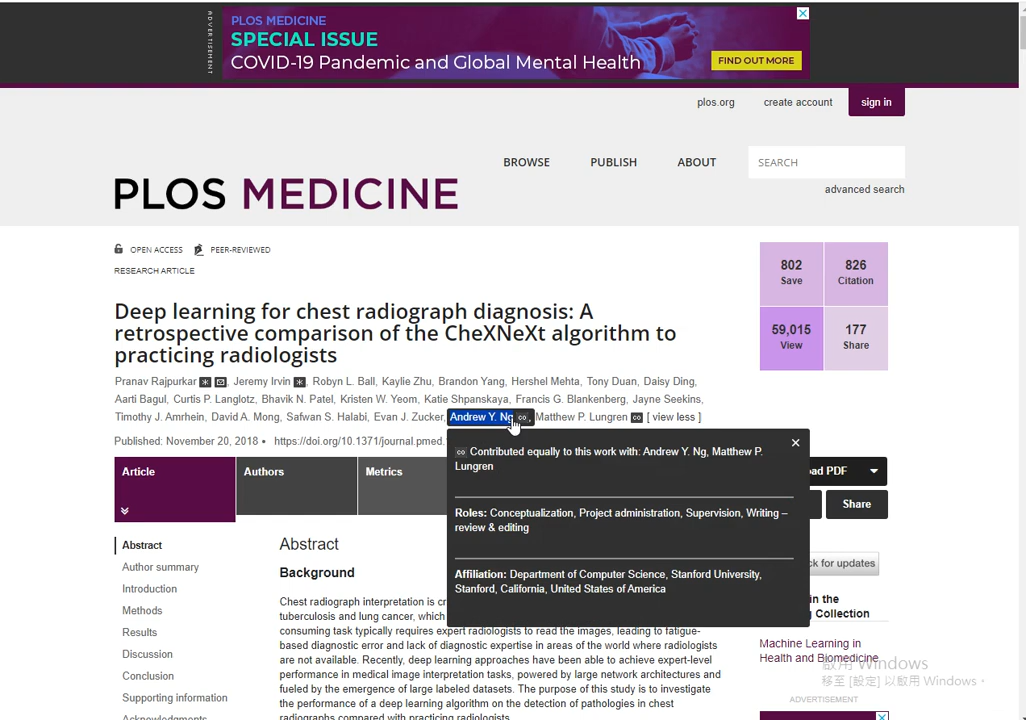 ADVERTISEMENT
PLOS MEDICINE
SPECIAL ISSUE
COVID-19 Pandemic and Global Mental Health
FIND OUT MORE
plos.org
create account
sign in
BROWSE
PUBLISH
ABOUT
SEARCH
advanced search
PLOS MEDICINE
OPEN ACCESS
PEER-REVIEWED
RESEARCH ARTICLE
802
Save
826
Citation
59,015
View
177
Share
Deep learning for chest radiograph diagnosis: A
retrospective comparison of the CheXNeXt algorithm to
practicing radiologists
Pranav Rajpurkar, Jeremy Irvin, Robyn L. Ball, Kaylie Zhu, Brandon Yang, Hershel Mehta, Tony Duan, Daisy Ding,
Aarti Bagul, Curtis P. Langlotz, Bhavik N. Patel, Kristen W. Yeom, Katie Shpanskaya, Francis G. Blankenberg, Jayne Seekins,
Timothy J. Amrhein, David A. Mong, Safwan S. Halabi, Evan J. Zucker, Andrew Y. Ng, Matthew P. Lungren [ view less ]
Published: November 20, 2018 • https://doi.org/10.1371/journal.pmed.
Contributed equally to this work with: Andrew Y. Ng, Matthew P.
Lungren
Roles: Conceptualization, Project administration, Supervision, Writing –
review & editing
Affiliation: Department of Computer Science, Stanford University,
Stanford, California, United States of America
Article
Authors
Metrics
ad PDF
Share
k for updates
in the
Collection
Machine Learning in
Health and Biomedicine
ADVERTISEMENT
Abstract
Author summary
Introduction
Methods
Results
Discussion
Conclusion
Supporting information
Acknowledgments
Abstract
Background
Chest radiograph interpretation is cr
tuberculosis and lung cancer, which
consuming task typically requires expert radiologists to read the images, leading to fatigue-
based diagnostic error and lack of diagnostic expertise in areas of the world where radiologists
are not available. Recently, deep learning approaches have been able to achieve expert-level
performance in medical image interpretation tasks, powered by large network architectures and
fueled by the emergence of large labeled datasets. The purpose of this study is to investigate
the performance of a deep learning algorithm on the detection of pathologies in chest
radiographs compared with practicing radiologists.
啟用 Windows
移至 [設定] 以啟用 Windows。